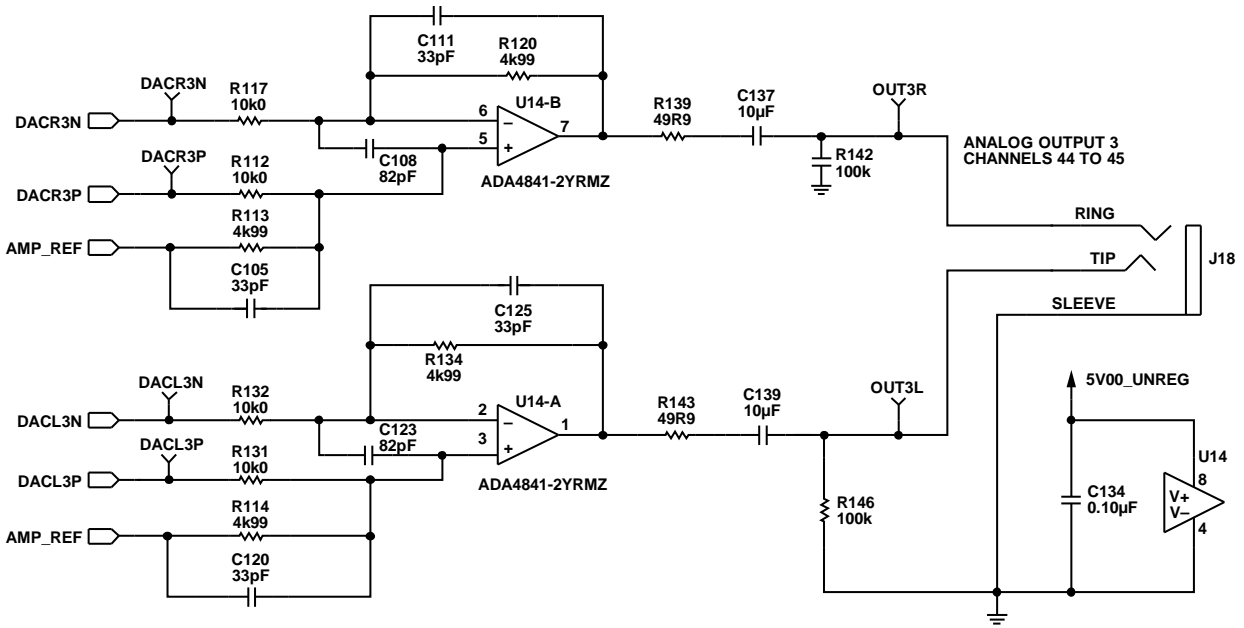 C111
33pF
R120
4k99
DACR3N
R117
10k0
U14-B
DACR3N
6
–
7
5
+
C108
82pF
ADA4841-2YRMZ
R139
49R9
C137
10µF
OUT3R
R142
100k
ANALOG OUTPUT 3
CHANNELS 44 TO 45
DACR3P
R112
10k0
DACR3P
R113
4k99
AMP_REF
C105
33pF
RING
TIP
J18
SLEEVE
C125
33pF
R134
4k99
DACL3N
R132
10k0
U14-A
DACL3N
2
–
1
3
+
C123
82pF
ADA4841-2YRMZ
R143
49R9
C139
10µF
OUT3L
DACL3P
R131
10k0
DACL3P
R114
4k99
AMP_REF
C120
33pF
R146
100k
5V00_UNREG
U14
8
C134
0.10µF
V+
V–
4